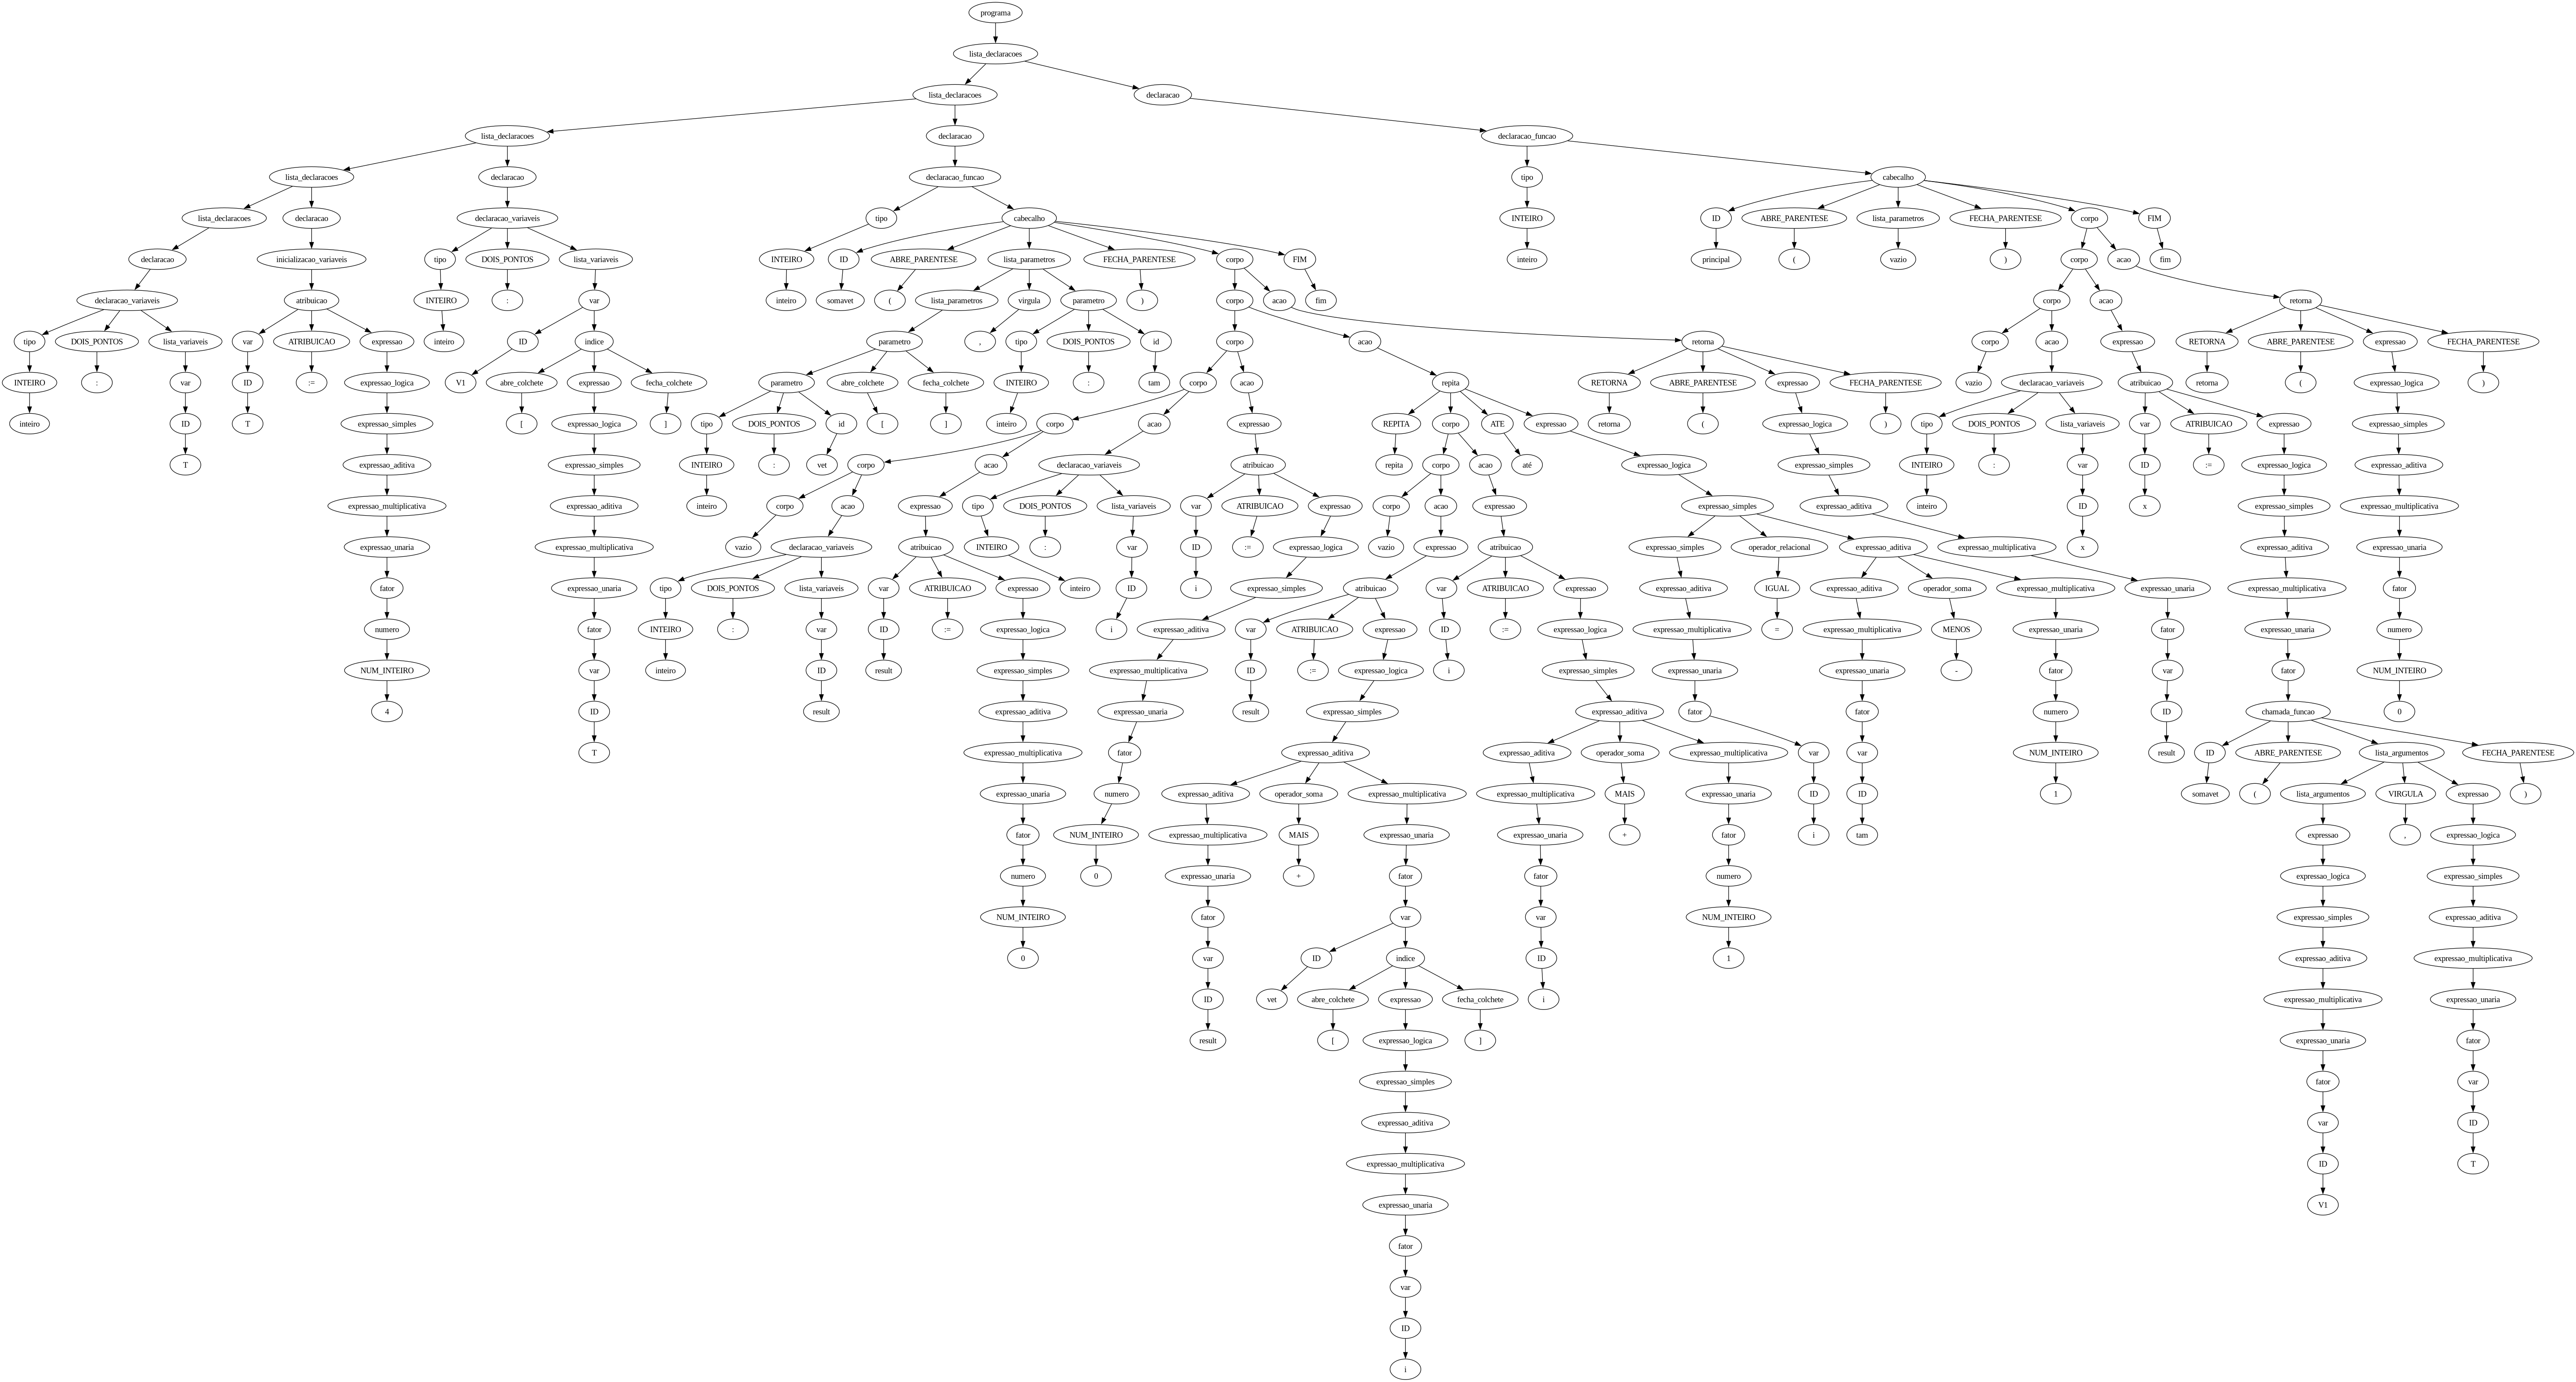 programa
lista_declaracoes
lista_declaracoes declaracao
lista_declaracoes declaracao declaracao_funcao
lista_declaracoes declaracao declaracao_funcao tipo cabecalho
lista_declaracoes declaracao declaracao_variaveis tipo cabecalho INTEIRO ID ABRE_PARENTESE lista_parametros FECHA_PARENTESE corpo FIM
declaracao inicializacao_variaveis tipo DOIS_PONTOS lista_variaveis INTEIRO ID ABRE_PARENTESE lista_parametros FECHA_PARENTESE corpo FIM inteiro principal ( vazio ) corpo acao fim
declaracao_variaveis atribuicao INTEIRO : var inteiro somavet ( lista_parametros virgula parametro ) corpo acao fim corpo acao retorna
tipo DOIS_PONTOS lista_variaveis var ATRIBUICAO expressao inteiro ID indice parametro , tipo DOIS_PONTOS id corpo acao retorna corpo acao expressao RETORNA ABRE_PARENTESE expressao FECHA_PARENTESE
INTEIRO : var ID := expressao_logica V1 abre_colchete expressao fecha_colchete parametro abre_colchete fecha_colchete INTEIRO : tam corpo acao repita RETORNA ABRE_PARENTESE expressao FECHA_PARENTESE vazio declaracao_variaveis atribuicao retorna ( expressao_logica )
inteiro ID T expressao_simples [ expressao_logica ] tipo DOIS_PONTOS id [ ] inteiro corpo acao expressao REPITA corpo ATE expressao retorna ( expressao_logica ) tipo DOIS_PONTOS lista_variaveis var ATRIBUICAO expressao expressao_simples
T expressao_aditiva expressao_simples INTEIRO : vet corpo acao declaracao_variaveis atribuicao repita corpo acao até expressao_logica expressao_simples INTEIRO : var ID := expressao_logica expressao_aditiva
expressao_multiplicativa expressao_aditiva inteiro corpo acao expressao tipo DOIS_PONTOS lista_variaveis var ATRIBUICAO expressao corpo acao expressao expressao_simples expressao_aditiva inteiro ID x expressao_simples expressao_multiplicativa
expressao_unaria expressao_multiplicativa vazio declaracao_variaveis atribuicao INTEIRO : var ID := expressao_logica vazio expressao atribuicao expressao_simples operador_relacional expressao_aditiva expressao_multiplicativa x expressao_aditiva expressao_unaria
fator expressao_unaria tipo DOIS_PONTOS lista_variaveis var ATRIBUICAO expressao inteiro ID i expressao_simples atribuicao var ATRIBUICAO expressao expressao_aditiva IGUAL expressao_aditiva operador_soma expressao_multiplicativa expressao_unaria expressao_multiplicativa fator
numero fator INTEIRO : var ID := expressao_logica i expressao_aditiva var ATRIBUICAO expressao ID := expressao_logica expressao_multiplicativa = expressao_multiplicativa MENOS expressao_unaria fator expressao_unaria numero
NUM_INTEIRO var inteiro ID result expressao_simples expressao_multiplicativa ID := expressao_logica i expressao_simples expressao_unaria expressao_unaria - fator var fator NUM_INTEIRO
4 ID result expressao_aditiva expressao_unaria result expressao_simples expressao_aditiva fator fator numero ID chamada_funcao 0
T expressao_multiplicativa fator expressao_aditiva expressao_aditiva operador_soma expressao_multiplicativa var var NUM_INTEIRO result ID ABRE_PARENTESE lista_argumentos FECHA_PARENTESE
expressao_unaria numero expressao_aditiva operador_soma expressao_multiplicativa expressao_multiplicativa MAIS expressao_unaria ID ID 1 somavet ( lista_argumentos VIRGULA expressao )
fator NUM_INTEIRO expressao_multiplicativa MAIS expressao_unaria expressao_unaria + fator i tam expressao , expressao_logica
numero 0 expressao_unaria + fator fator numero expressao_logica expressao_simples
NUM_INTEIRO fator var var NUM_INTEIRO expressao_simples expressao_aditiva
0 var ID indice ID 1 expressao_aditiva expressao_multiplicativa
ID vet abre_colchete expressao fecha_colchete i expressao_multiplicativa expressao_unaria
result [ expressao_logica ] expressao_unaria fator
expressao_simples fator var
expressao_aditiva var ID
expressao_multiplicativa ID T
expressao_unaria V1
fator
var
ID
i